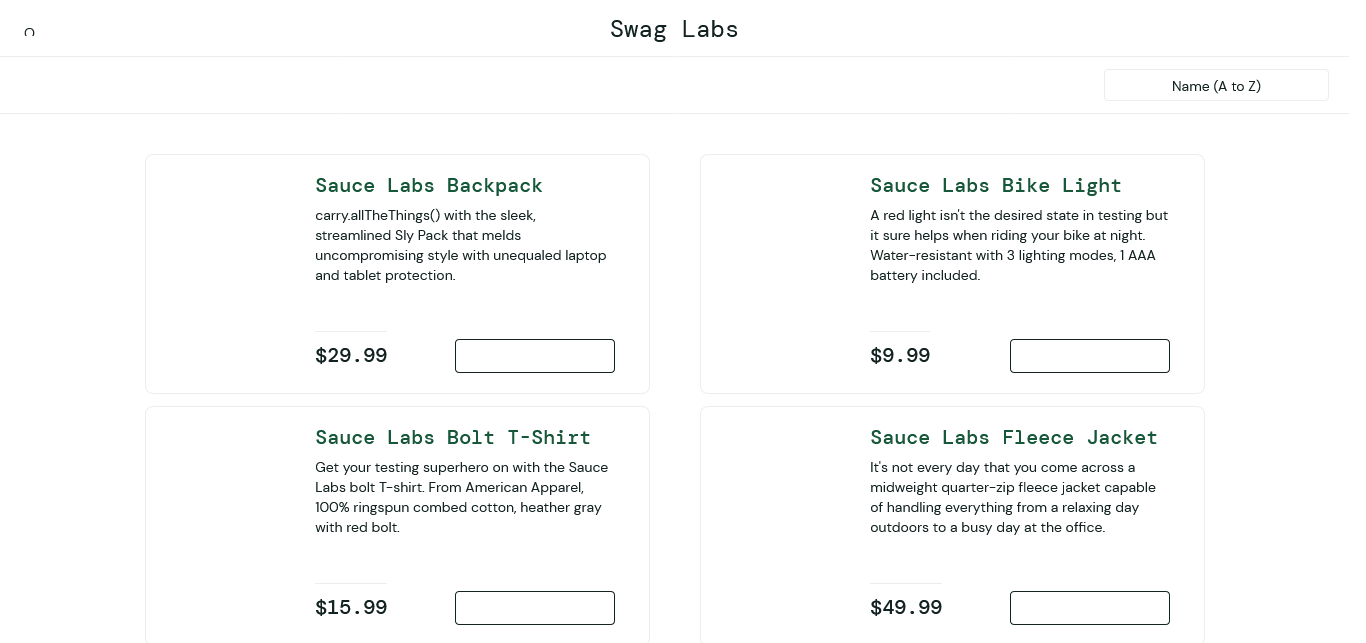 Swag Labs
Name (A to Z)
Sauce Labs Backpack
carry.allTheThings() with the sleek,
streamlined Sly Pack that melds
uncompromising style with unequaled laptop
and tablet protection.
$29.99
Sauce Labs Bike Light
A red light isn't the desired state in testing but
it sure helps when riding your bike at night.
Water-resistant with 3 lighting modes, 1 AAA
battery included.
$9.99
Sauce Labs Bolt T-Shirt
Get your testing superhero on with the Sauce
Labs bolt T-shirt. From American Apparel,
100% ringspun combed cotton, heather gray
with red bolt.
$15.99
Sauce Labs Fleece Jacket
It's not every day that you come across a
midweight quarter-zip fleece jacket capable
of handling everything from a relaxing day
outdoors to a busy day at the office.
$49.99